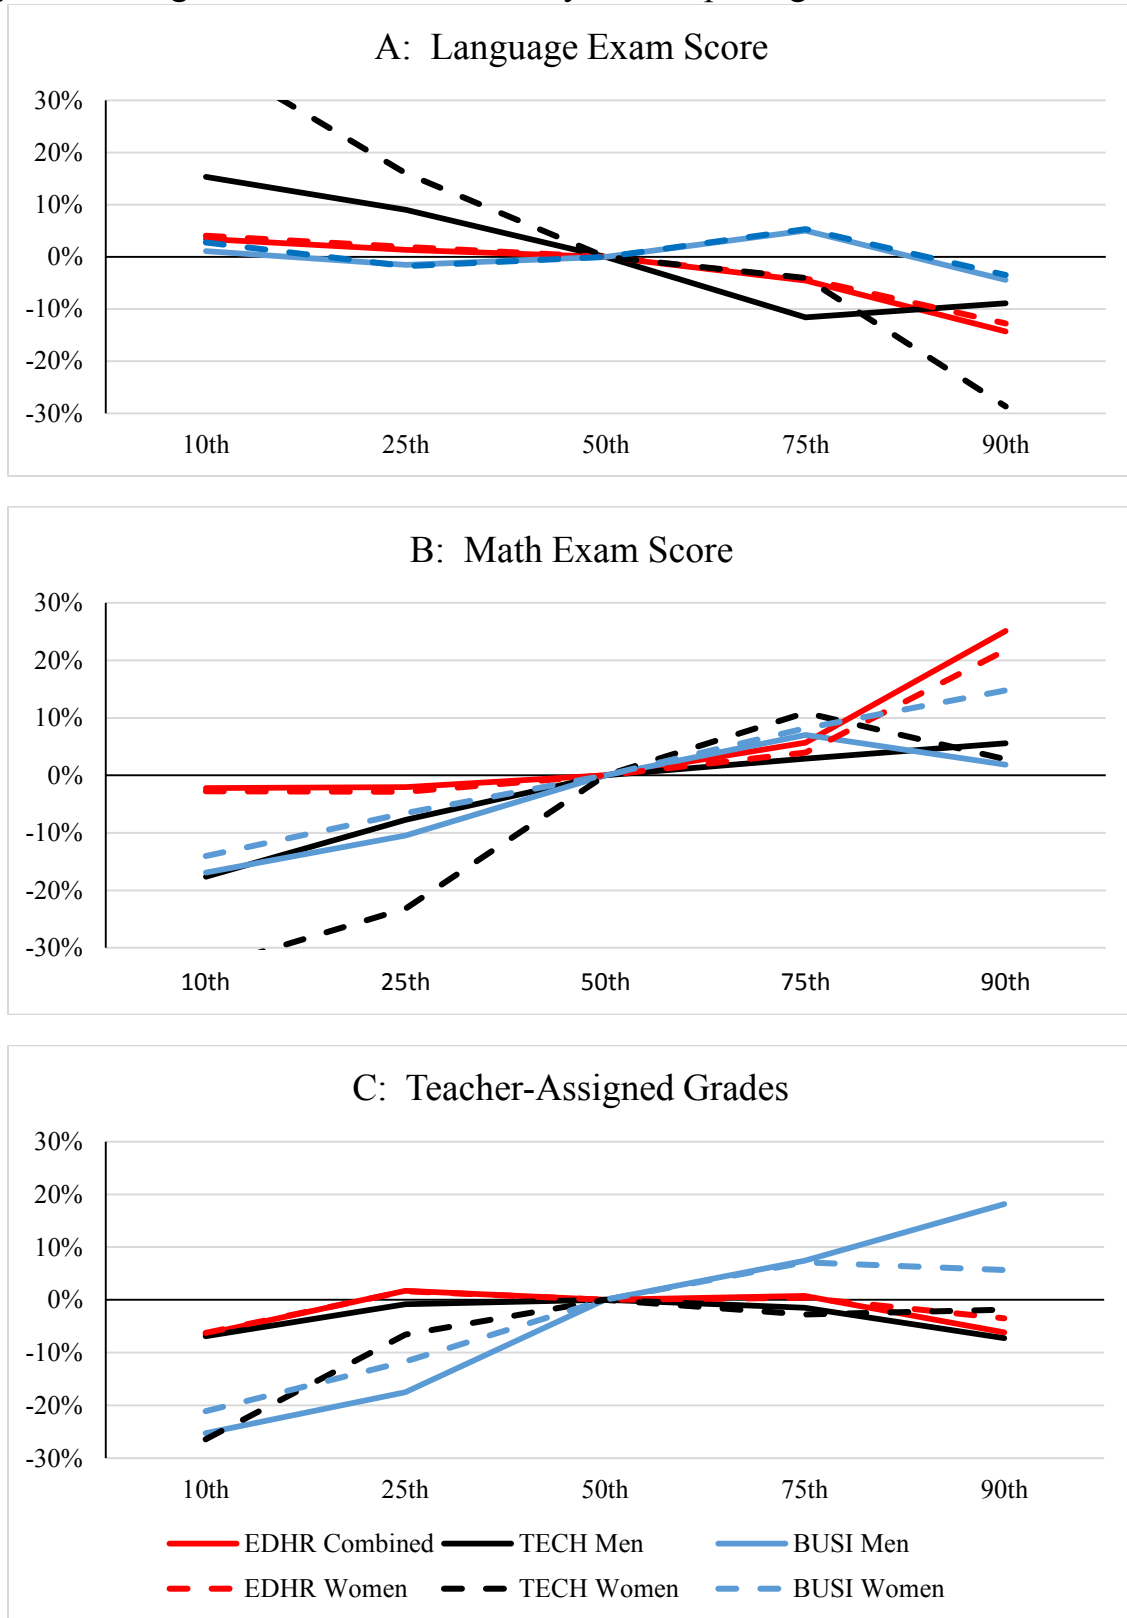 A: Language Exam Score
30%
20%
10%
0%
-10%
-20%
-30%
10th 25th 50th 75th 90th
B: Math Exam Score
30%
20%
10%
0%
-10%
-20%
-30%
10th 25th 50th 75th 90th
C: Teacher-Assigned Grades
30%
20%
10%
0%
-10%
-20%
-30%
10th 25th 50th 75th 90th
EDHR Combined TECH Men BUSI Men
EDHR Women TECH Women BUSI Women